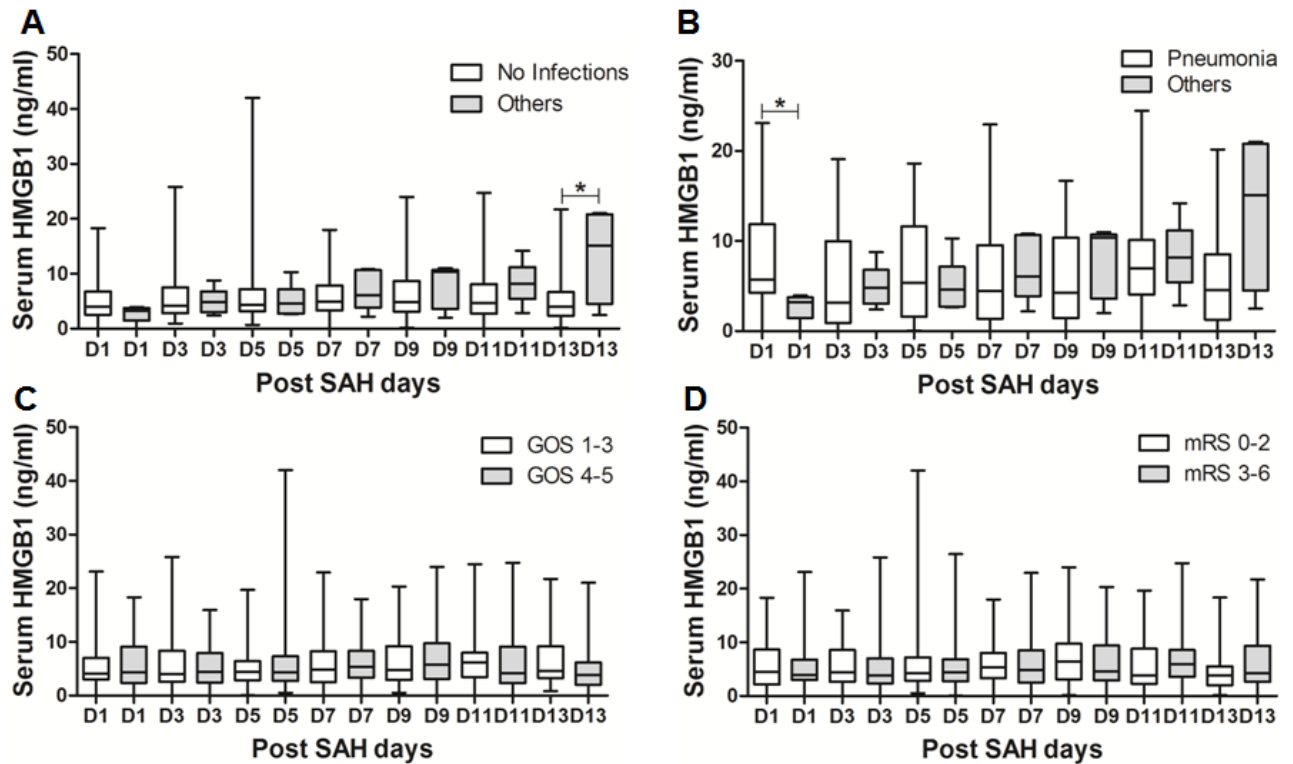 A
Serum HMGB1 (ng/ml)
50
40
30
20
10
0
No Infections
Others
*
D1 D1 D3 D3 D5 D5 D7 D7 D9 D9 D11 D11 D13 D13
Post SAH days
B
Serum HMGB1 (ng/ml)
30
20
10
0
Pneumonia
Others
*
D1 D1 D3 D3 D5 D5 D7 D7 D9 D9 D11 D11 D13 D13
Post SAH days
C
Serum HMGB1 (ng/ml)
50
40
30
20
10
0
GOS 1-3
GOS 4-5
D1 D1 D3 D3 D5 D5 D7 D7 D9 D9 D11 D11 D13 D13
Post SAH days
D
Serum HMGB1 (ng/ml)
50
40
30
20
10
0
mRS 0-2
mRS 3-6
D1 D1 D3 D3 D5 D5 D7 D7 D9 D9 D11 D11 D13 D13
Post SAH days